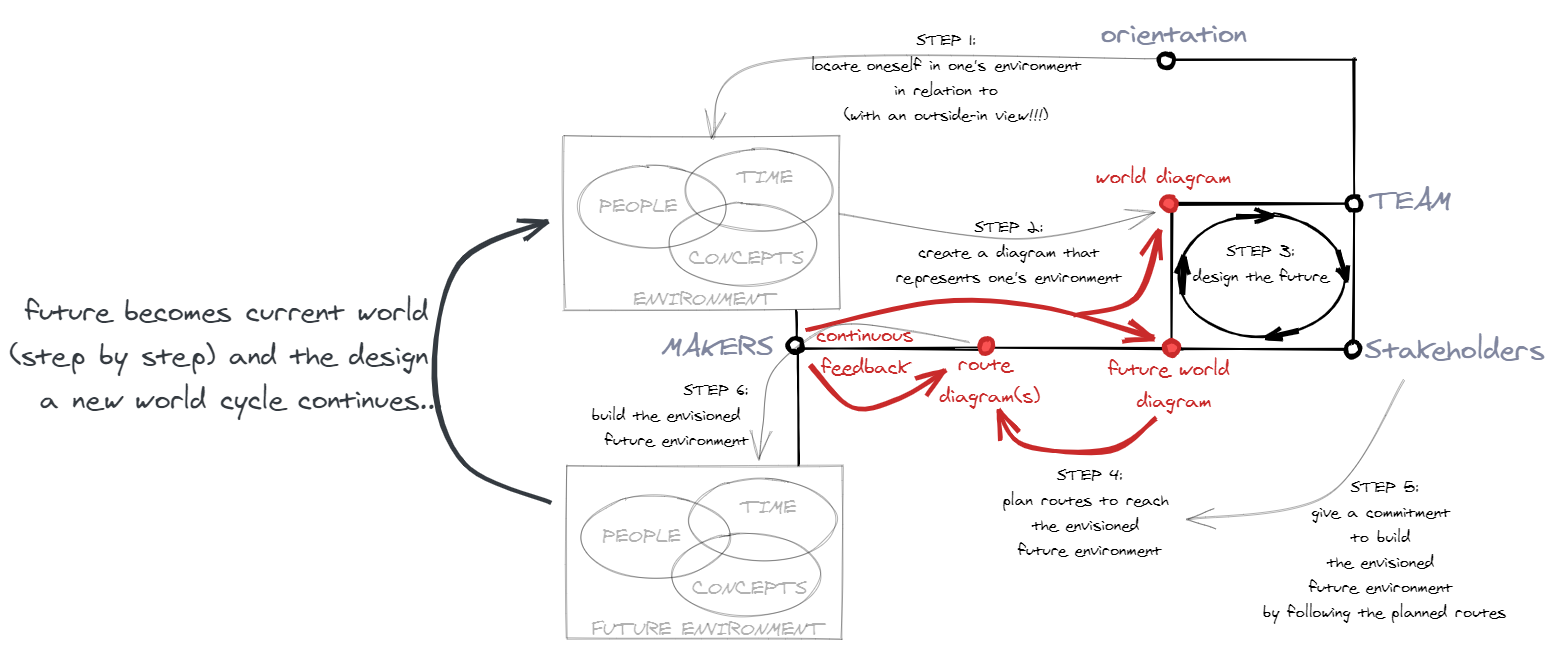 orientation
STEP 1:
locate oneself in one's environment
in relation to
(with an outside-in view!!!)
TIME
PEOPLE
CONCEPTS
ENVIRONMENT
world diagram
TEAM
STEP 2:
create a diagram that
represents one's environment
STEP 3:
design the future
future becomes current world
(step by step) and the design
a new world cycle continues...
MAKERS
continuous
feedback
route
diagram(s)
future world
diagram
Stakeholders
STEP 6:
build the envisioned
future environment
STEP 4:
plan routes to reach
the envisioned
future environment
STEP 5:
give a commitment
to build
the envisioned
future environment
by following the planned routes
TIME
PEOPLE
CONCEPTS
FUTURE ENVIRONMENT